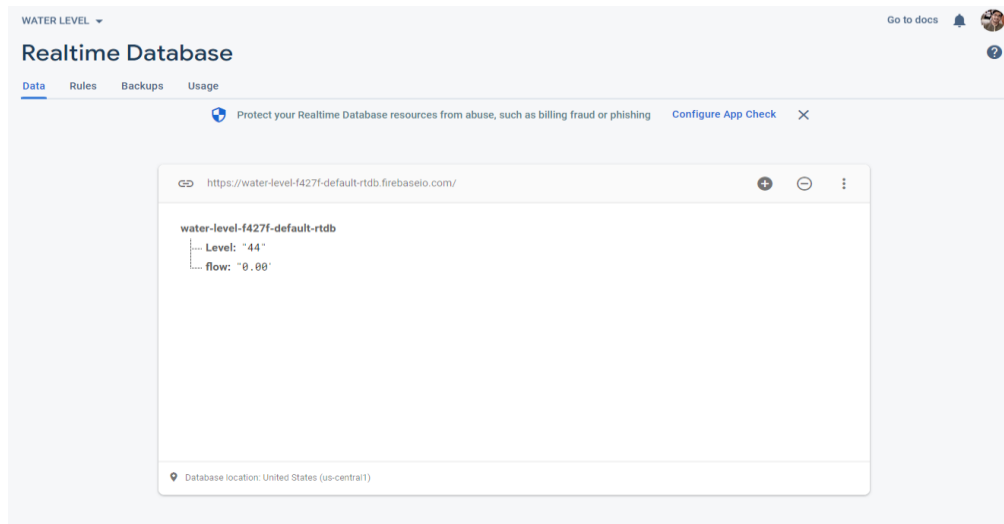 WATER LEVEL
Go to docs
Realtime Database
Data Rules Backups Usage
Protect your Realtime Database resources from abuse, such as billing fraud or phishing Configure App Check
https://water-level-f427f-default-rtdb.firebaseio.com/
water-level-f427f-default-rtdb
Level: "44"
flow: "0.00'
Database location: United States (us-central1)